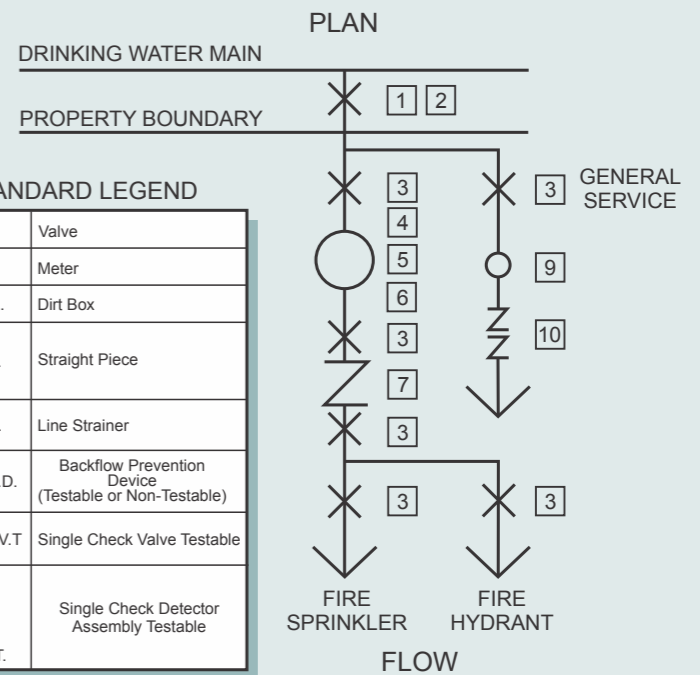 PLAN
DRINKING WATER MAIN
1 2
PROPERTY BOUNDARY
STANDARD LEGEND
Valve
Meter
Dirt Box
Straight Piece
Line Strainer
Backflow Prevention
Device
(Testable or Non-Testable)
Single Check Valve Testable
Single Check Detector
Assembly Testable
3
4
5
6
3
7
3
3
3 GENERAL
SERVICE
9
10
3
FIRE
SPRINKLER
FIRE
HYDRANT
FLOW